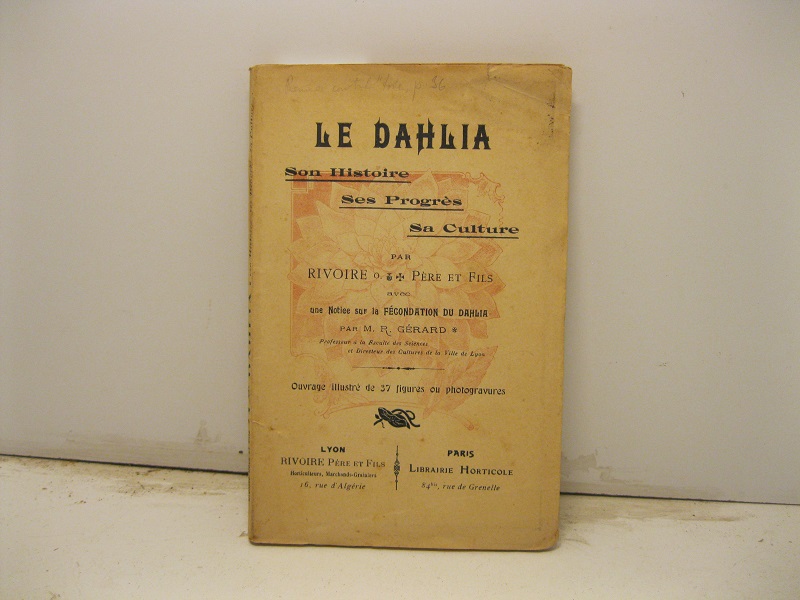 LE DAHLIA
Son Histoire
Ses Progrès
Sa Culture
PAR
RIVOIRE O. PÈRE ET FILS
avec
une Notice sur la FÉCONDATION DU DAHLIA
PAR M. R. GÉRARD *
Professeur à la Faculté des Sciences
et Directeur des Cultures de la Ville de Lyon
Ouvrage illustré de 37 figures ou photogravures
LYON
RIVOIRE PÈRE ET FILS
Horticulteurs, Marchands-Grainiers
16, rue d'Algérie
PARIS
LIBRAIRIE HORTICOLE
84bis, rue de Grenelle